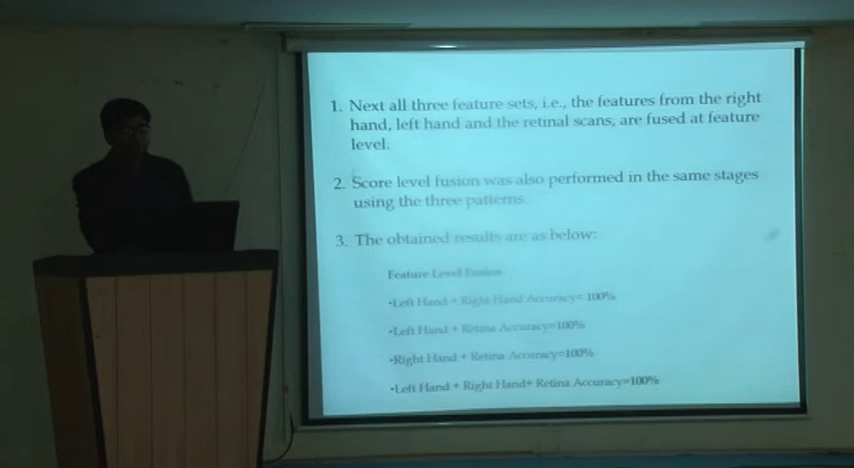 1. Next all three feature sets, i.e., the features from the right
hand, left hand and the retinal scans, are fused at feature
level.
2. Score level fusion was also performed in the same stages
using the three patterns.
3. The obtained results are as below:
Feature Level Fusion
•Left Hand + Right Hand Accuracy= 100%
•Left Hand + Retina Accuracy=100%
•Right Hand + Retina Accuracy=100%
•Left Hand + Right Hand+ Retina Accuracy=100%